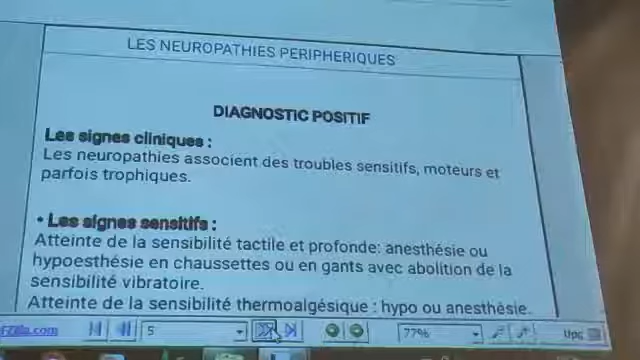 LES NEUROPATHIES PERIPHERIQUES
DIAGNOSTIC POSITIF
Les signes cliniques :
Les neuropathies associent des troubles sensitifs, moteurs et
parfois trophiques.
• Les signes sensitifs :
Atteinte de la sensibilité tactile et profonde: anesthésie ou
hypoesthésie en chaussettes ou en gants avec abolition de la
sensibilité vibratoire.
Atteinte de la sensibilité thermoalgésique : hypo ou anesthésie.
5 77%